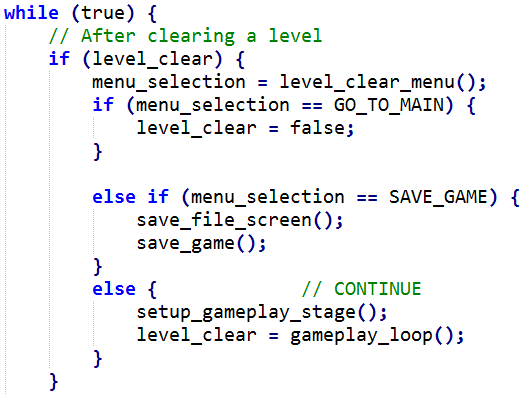 while (true) {
    // After clearing a level
    if (level_clear) {
        menu_selection = level_clear_menu();
        if (menu_selection == GO_TO_MAIN) {
            level_clear = false;
        }

        else if (menu_selection == SAVE_GAME) {
            save_file_screen();
            save_game();
        }
        else {             // CONTINUE
            setup_gameplay_stage();
            level_clear = gameplay_loop();
        }
    }